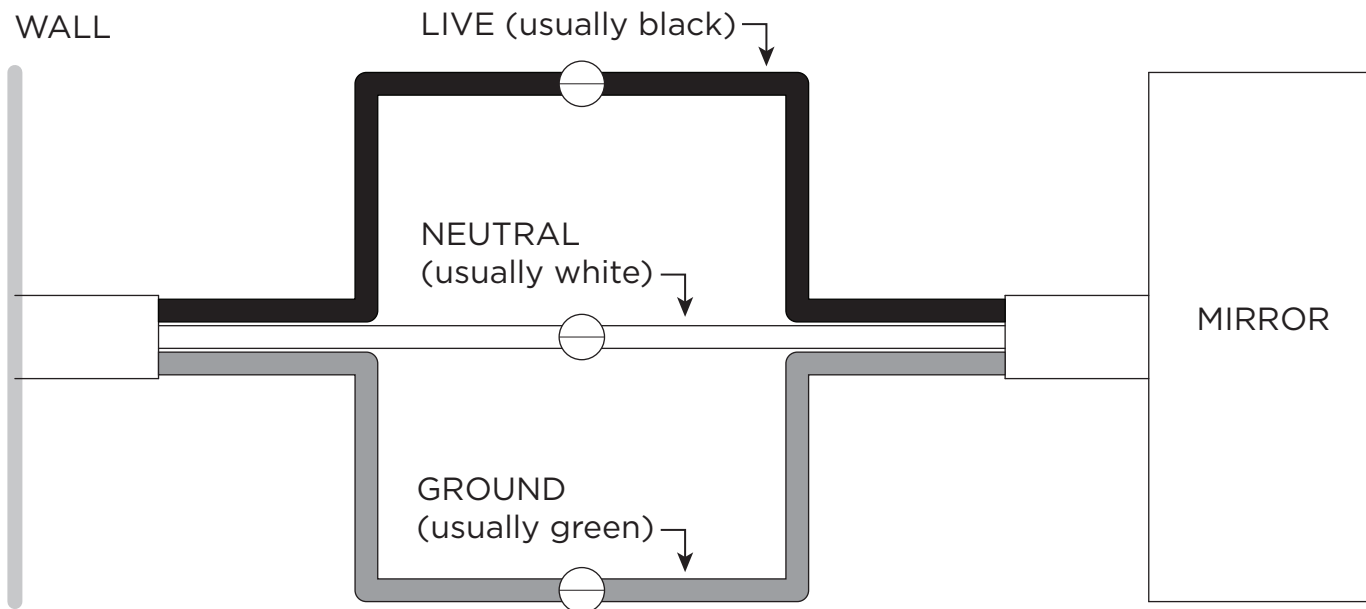 WALL
LIVE (usually black)
NEUTRAL
(usually white)
MIRROR
GROUND
(usually green)